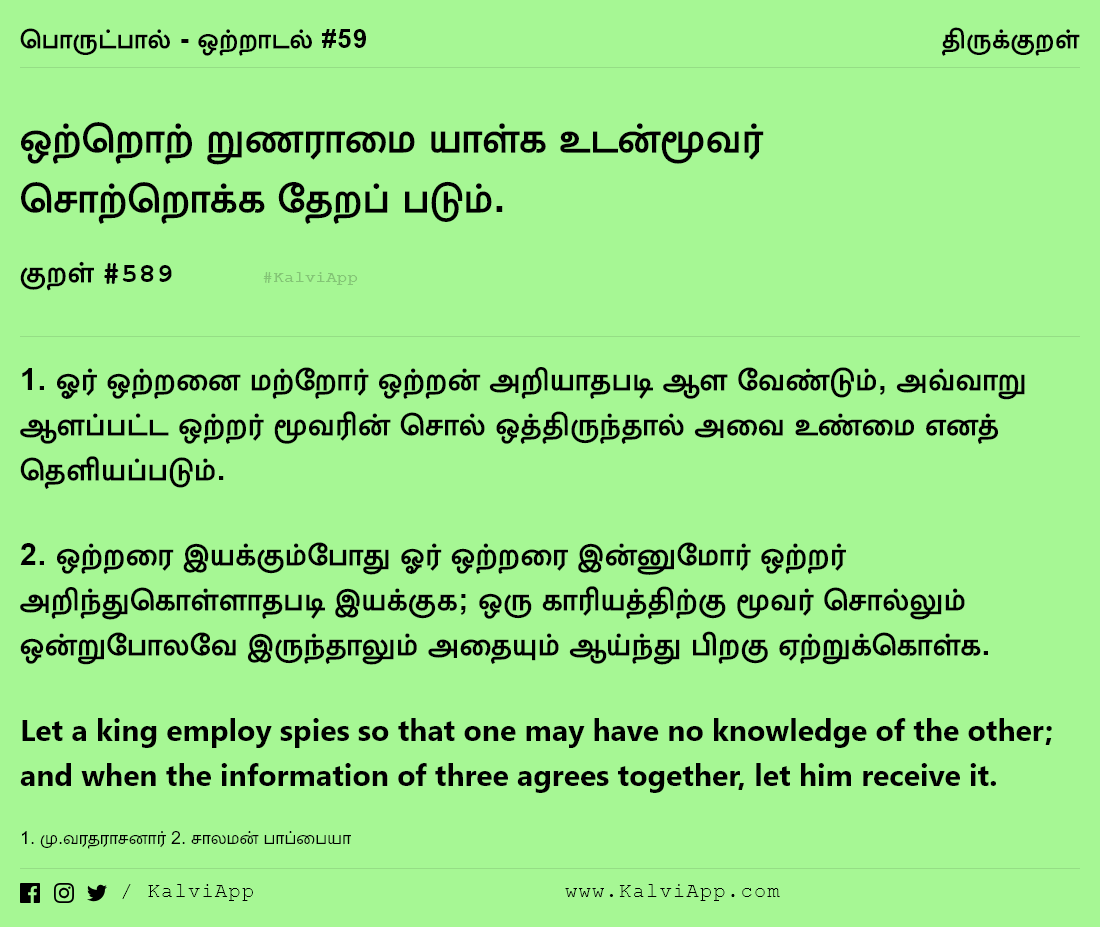 பொருட்பால் - ஒற்றாடல் #59 திருக்குறள்
ஒற்றொற் றுணராமை யாள்க உடன்மூவர்
சொற்றொக்க தேறப் படும்.
குறள் #589 #KalviApp
1. ஓர் ஒற்றனை மற்றோர் ஒற்றன் அறியாதபடி ஆள வேண்டும், அவ்வாறு
ஆளப்பட்ட ஒற்றர் மூவரின் சொல் ஒத்திருந்தால் அவை உண்மை எனத்
தெளியப்படும்.
2. ஒற்றரை இயக்கும்போது ஓர் ஒற்றரை இன்னுமோர் ஒற்றர்
அறிந்துகொள்ளாதபடி இயக்குக; ஒரு காரியத்திற்கு மூவர் சொல்லும்
ஒன்றுபோலவே இருந்தாலும் அதையும் ஆய்ந்து பிறகு ஏற்றுக்கொள்க.
Let a king employ spies so that one may have no knowledge of the other;
and when the information of three agrees together, let him receive it.
1. மு.வரதராசனார் 2. சாலமன் பாப்பையா
/ KalviApp www.KalviApp.com